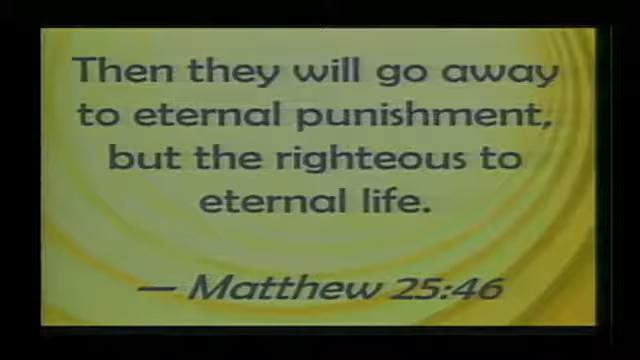 Then they will go away
to eternal punishment,
but the righteous to
eternal life.
— Matthew 25:46